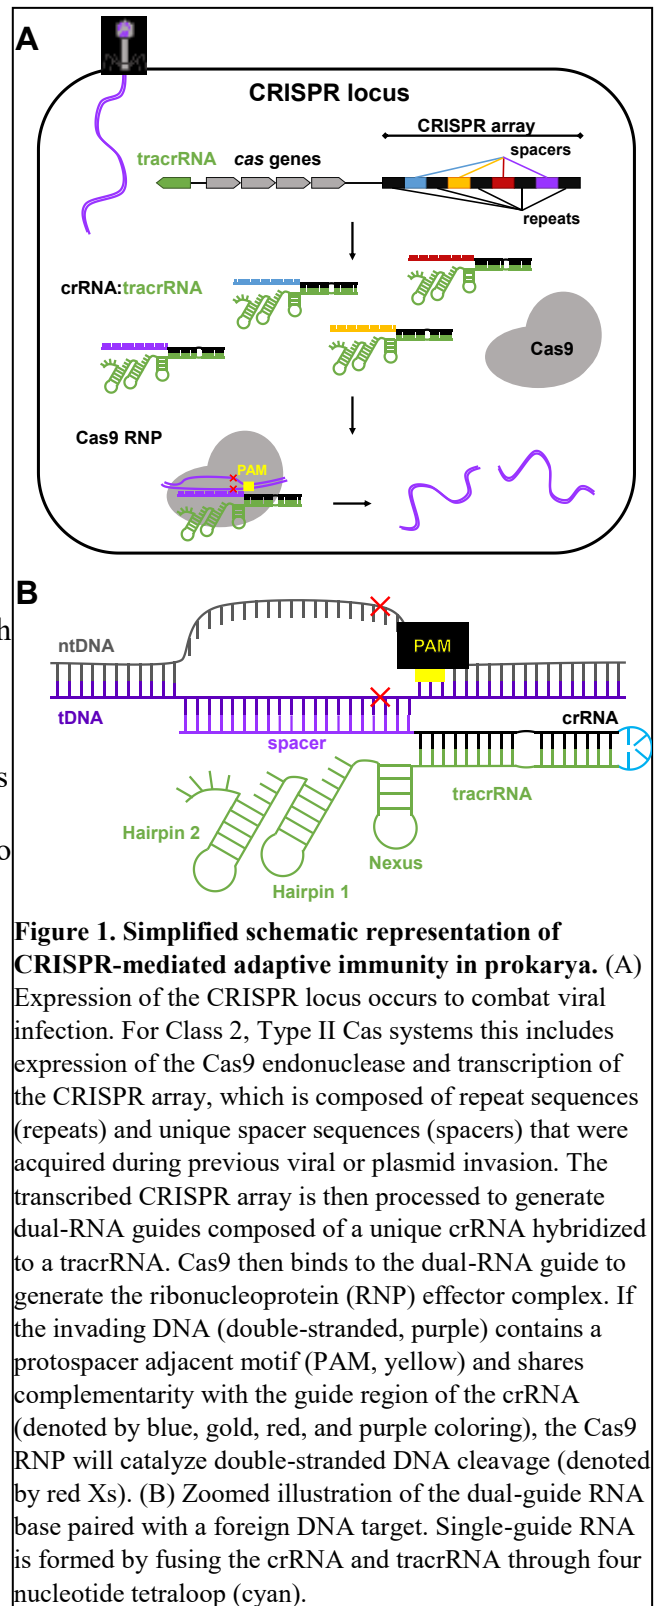 A
CRISPR locus
CRISPR array
spacers
tracrRNA
cas genes
repeats
crRNA:tracrRNA
Cas9
Cas9 RNP
PAM
B
h
ntDNA
PAM
tDNA
crRNA
spacer
s
tracrRNA
Hairpin 2
o
Nexus
Hairpin 1
Figure 1. Simplified schematic representation of
CRISPR-mediated adaptive immunity in prokarya. (A)
Expression of the CRISPR locus occurs to combat viral
infection. For Class 2, Type II Cas systems this includes
expression of the Cas9 endonuclease and transcription of
the CRISPR array, which is composed of repeat sequences
(repeats) and unique spacer sequences (spacers) that were
acquired during previous viral or plasmid invasion. The
transcribed CRISPR array is then processed to generate
dual-RNA guides composed of a unique crRNA hybridized
to a tracrRNA. Cas9 then binds to the dual-RNA guide to
generate the ribonucleoprotein (RNP) effector complex. If
the invading DNA (double-stranded, purple) contains a
protospacer adjacent motif (PAM, yellow) and shares
complementarity with the guide region of the crRNA
(denoted by blue, gold, red, and purple coloring), the Cas9
RNP will catalyze double-stranded DNA cleavage (denoted
by red Xs). (B) Zoomed illustration of the dual-guide RNA
base paired with a foreign DNA target. Single-guide RNA
is formed by fusing the crRNA and tracrRNA through four
nucleotide tetraloop (cyan).